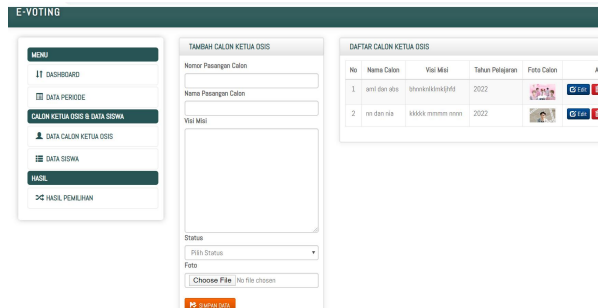 E-VOTING
MENU
DASHBOARD
DATA PERIODE
CALON KETUA OSIS & DATA SISWA
DATA CALON KETUA OSIS
DATA SISWA
HASIL
HASIL PEMILIHAN
TAMBAH CALON KETUA OSIS
Nomor Pasangan Calon
Nama Pasangan Calon
Visi Misi
Status
Pilih Status
Foto
Choose File No file chosen
SIMPAN DATA
DAFTAR CALON KETUA OSIS
No Nama Calon Visi Misi Tahun Pelajaran Foto Calon A
1 aml dan abs 2022 Edit
2 no dan nia kkkkk mmmm nnnn 2022 Edit